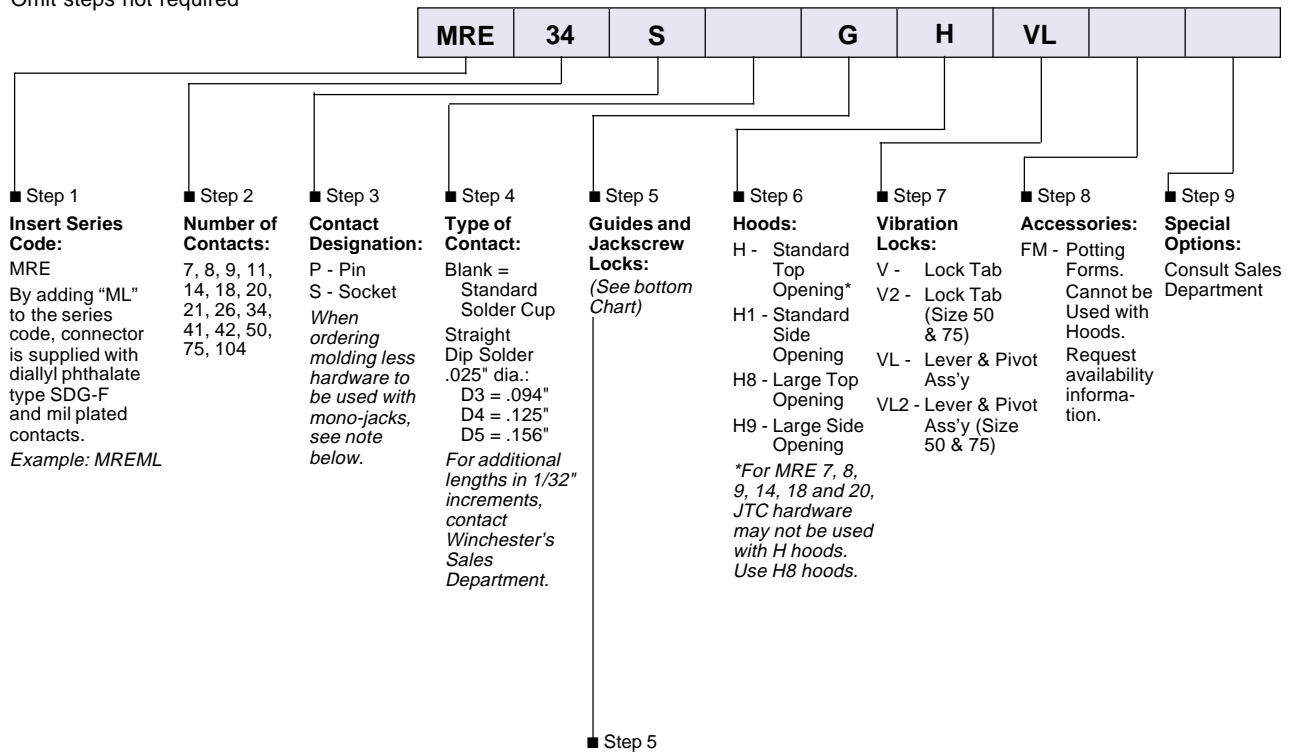 Omit steps not required
MRE 34 S G H VL
■ Step 1
Insert Series
Code:
MRE
By adding “ML”
to the series
code, connector
is supplied with
diallyl phthalate
type SDG-F
and mil plated
contacts.
Example: MREML
■ Step 2
Number of
Contacts:
7, 8, 9, 11,
14, 18, 20,
21, 26, 34,
41, 42, 50,
75, 104
■ Step 3
Contact
Designation:
P - Pin
S - Socket
When
ordering
molding less
hardware to
be used with
mono-jacks,
see note
below.
■ Step 4
Type of
Contact:
Blank =
Standard
Solder Cup
Straight
Dip Solder
.025" dia.:
D3 = .094"
D4 = .125"
D5 = .156"
For additional
lengths in 1/32"
increments,
contact
Winchester’s
Sales
Department.
■ Step 5
Guides and
Jackscrew
Locks:
(See bottom
Chart)
■ Step 6
Hoods:
H - Standard
Top
Opening*
H1 - Standard
Side
Opening
H8 - Large Top
Opening
H9 - Large Side
Opening
*For MRE 7, 8,
9, 14, 18 and 20,
JTC hardware
may not be used
with H hoods.
Use H8 hoods.
■ Step 7
Vibration
Locks:
V - Lock Tab
V2 - Lock Tab
(Size 50
& 75)
VL - Lever & Pivot
Ass’y
VL2 - Lever & Pivot
Ass’y (Size
50 & 75)
■ Step 8
Accessories:
FM - Potting
Forms.
Cannot be
Used with
Hoods.
Request
availability
informa-
tion.
■ Step 9
Special
Options:
Consult Sales
Department
■ Step 5